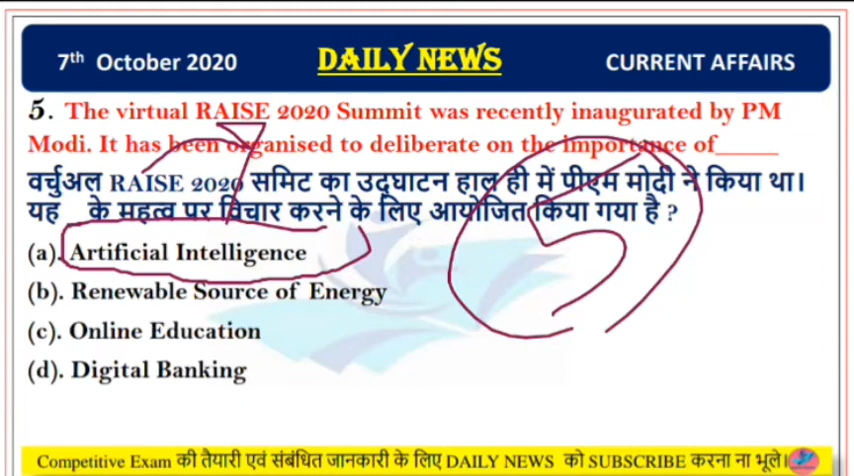 7th October 2020 DAILY NEWS CURRENT AFFAIRS
5. The virtual RAISE 2020 Summit was recently inaugurated by PM
Modi. It has been organised to deliberate on the importance of_____
वर्चुअल RAISE 2020 समिट का उद्घाटन हाल ही में पीएम मोदी ने किया था।
यह के महत्व पर विचार करने के लिए आयोजित किया गया है ?
(a). Artificial Intelligence
(b). Renewable Source of Energy
(c). Online Education
(d). Digital Banking
5
Competitive Exam की तैयारी एवं संबंधित जानकारी के लिए DAILY NEWS को SUBSCRIBE करना ना भूले।